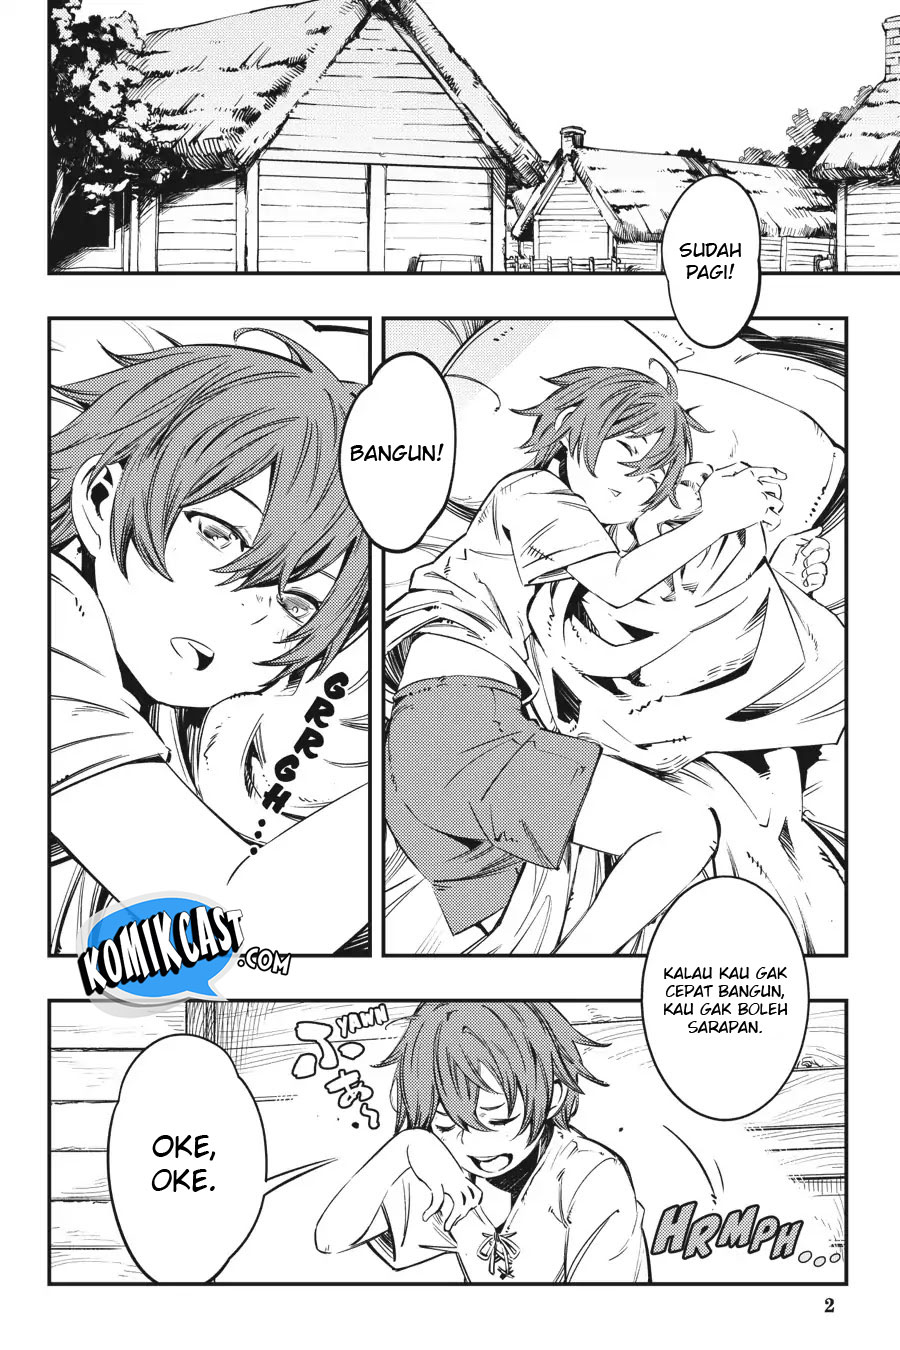 SUDAH
PAGI!
BANGUN!
GRRGH...
KOMIKCAST
.COM
KALAU KAU GAK
CEPAT BANGUN,
KAU GAK BOLEH
SARAPAN.
YAWN
ふぁ～
OKE,
OKE.
HRMPH...
2